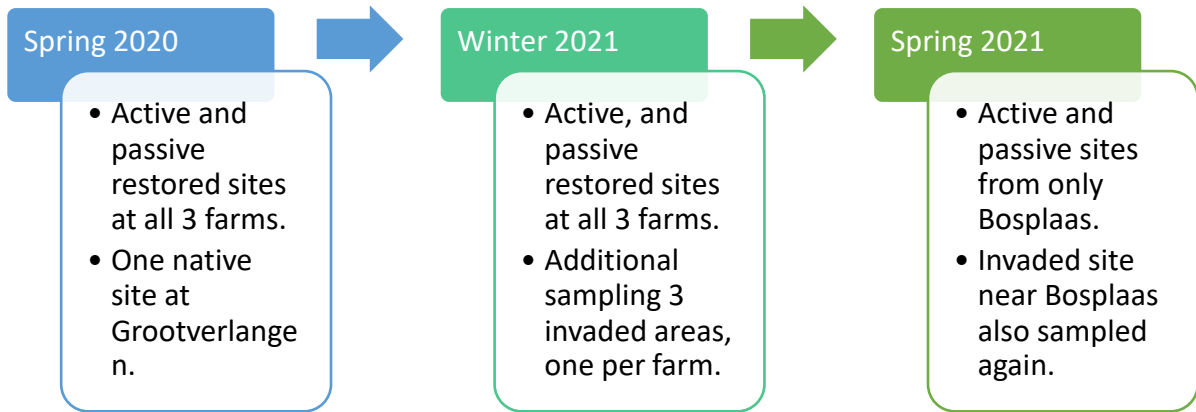 Spring 2020
• Active and
passive
restored sites
at all 3 farms.
• One native
site at
Grootverlange
n.
Winter 2021
• Active, and
passive
restored sites
at all 3 farms.
• Additional
sampling 3
invaded areas,
one per farm.
Spring 2021
• Active and
passive sites
from only
Bosplaas.
• Invaded site
near Bosplaas
also sampled
again.